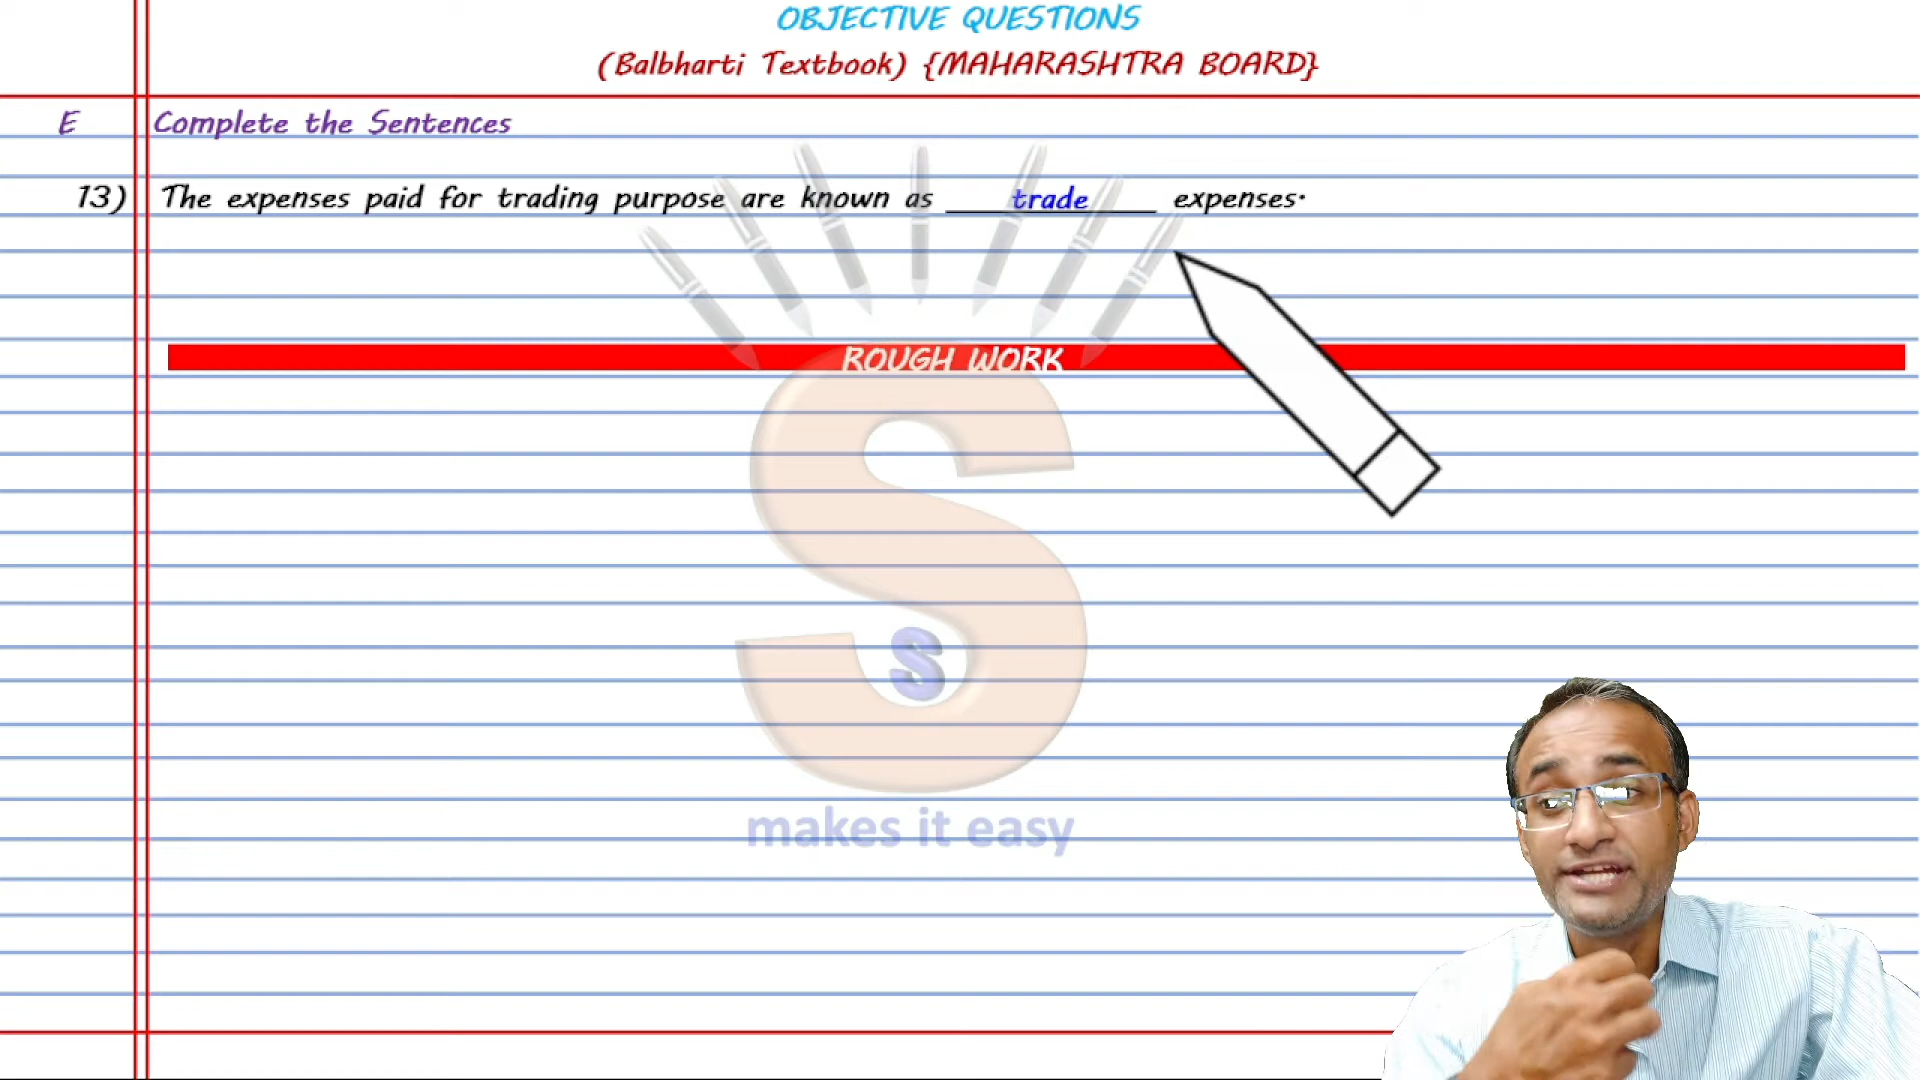 OBJECTIVE QUESTIONS
(Balbharti Textbook) {MAHARASHTRA BOARD}
E Complete the Sentences
13) The expenses paid for trading purpose are known as trade expenses.
ROUGH WORK
S
S
makes it easy